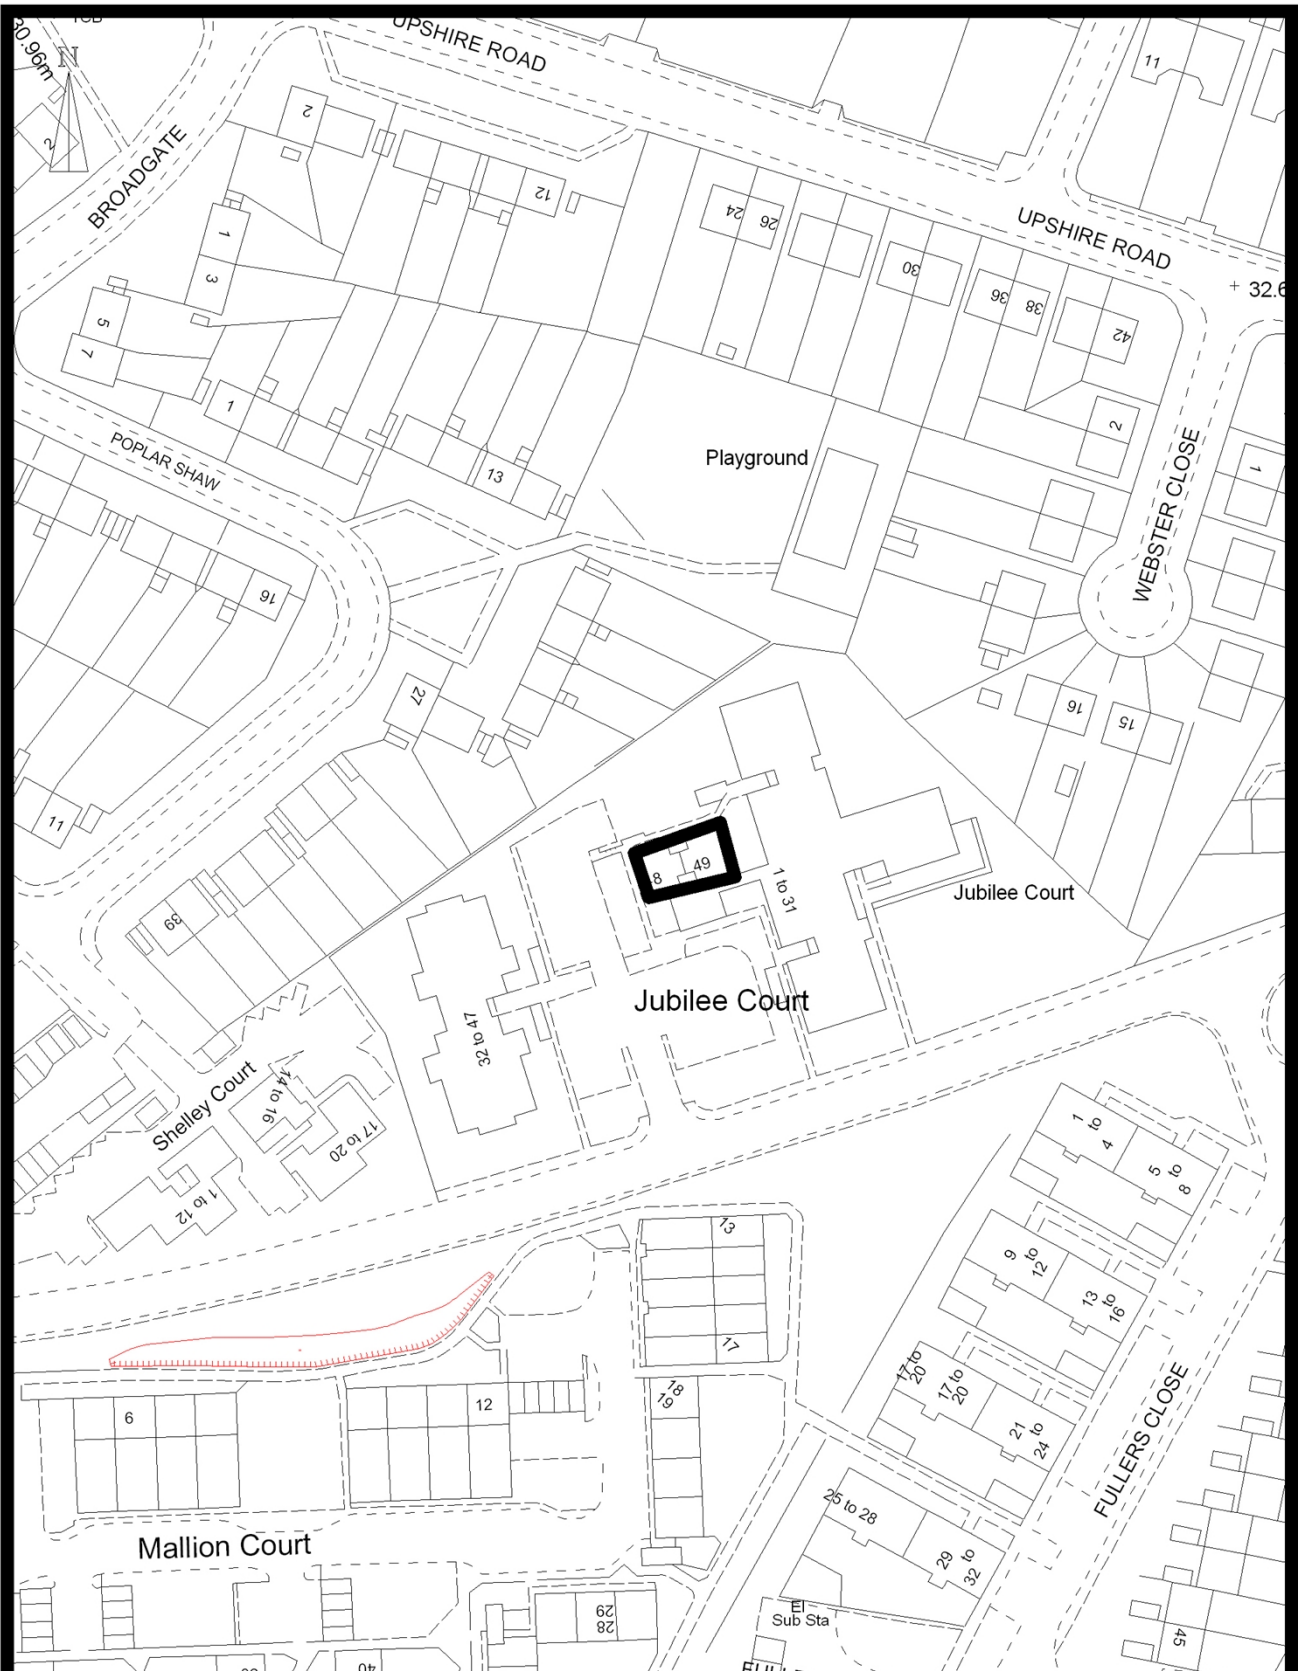 TCB
30.96m
N
2
BROADGATE
UPSHIRE ROAD
11
2
12
1
3
5
7
24
26
30
36
38
42
UPSHIRE ROAD
+ 32.6
1
13
POPLAR SHAW
Playground
2
WEBSTER CLOSE
1
16
27
16
15
11
39
8
49
1 to 31
Jubilee Court
Jubilee Court
32 to 47
Shelley Court
14 to 16
17 to 20
1 to 12
1
to
4
5
to
8
9
to
12
13
to
16
17 to
20
17 to
20
21
to
24
25 to 28
29
to
32
FULLERS CLOSE
13
17
18
19
6
12
Mallion Court
El
Sub Sta
29
28
40
45